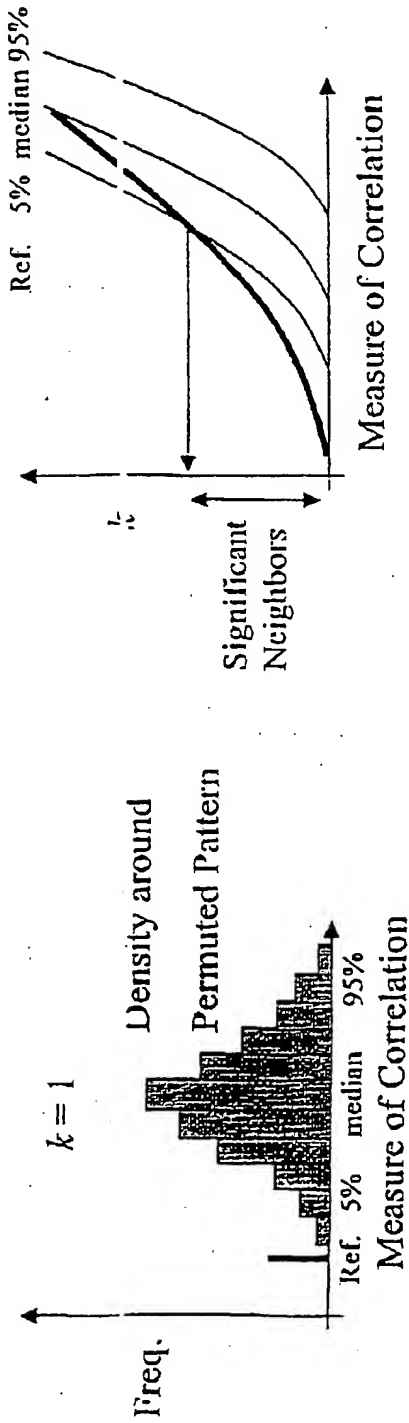 k = 1
Freq.
Density around
Permuted Pattern
Ref. 5% median 95%
Measure of Correlation
Ref. 5% median 95%
k
Significant
Neighbors
Measure of Correlation